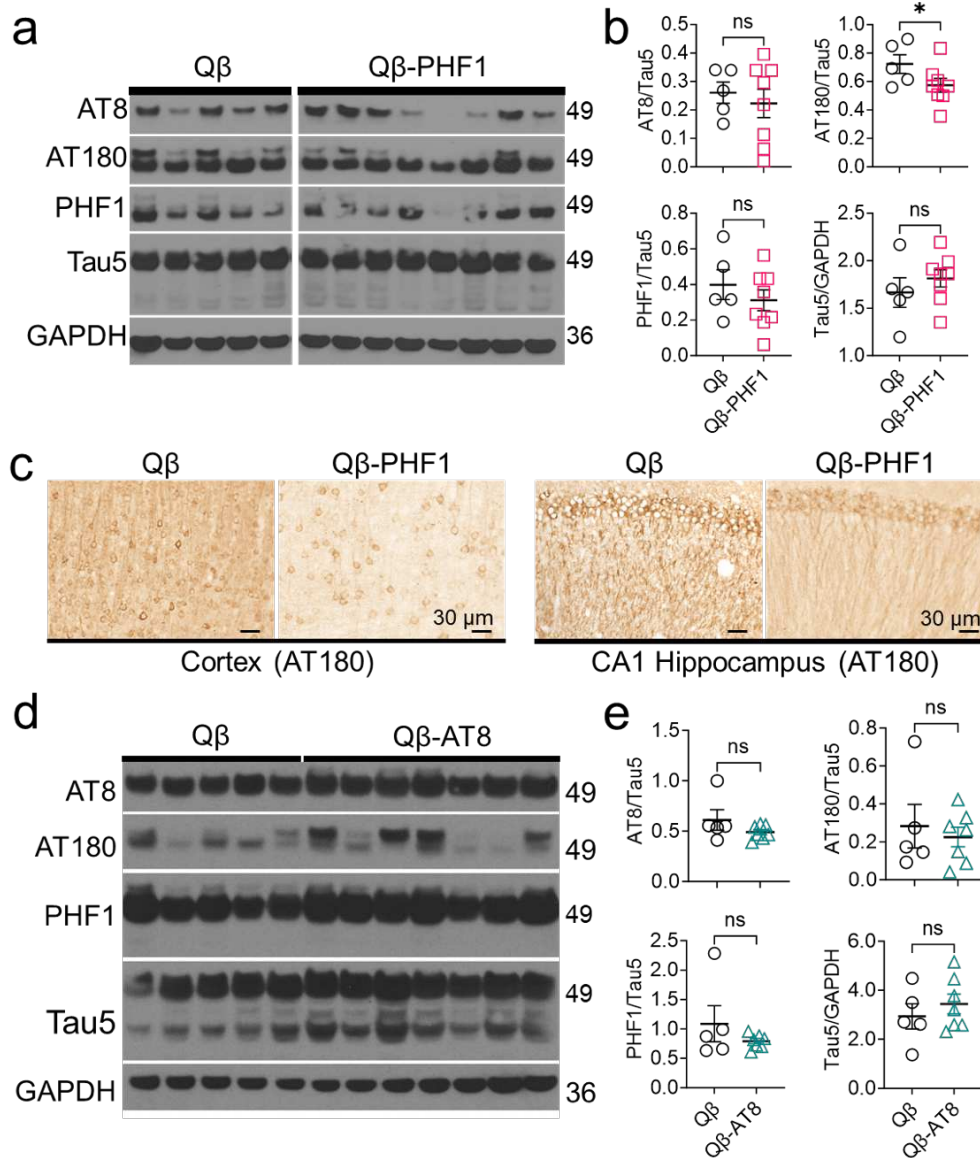 a
Qβ Qβ-PHF1
AT8 49
AT180 49
PHF1 49
Tau5 49
GAPDH 36
b
ns
AT8/Tau5
0.5
0.4
0.3
0.2
0.1
0.0
*
AT180/Tau5
1.0
0.8
0.6
0.4
0.2
0.0
ns
PHF1/Tau5
0.8
0.6
0.4
0.2
0.0
Qβ
Qβ-PHF1
ns
Tau5/GAPDH
2.5
2.0
1.5
1.0
Qβ
Qβ-PHF1
c
Qβ Qβ-PHF1 Qβ Qβ-PHF1
30 µm 30 µm
Cortex (AT180) CA1 Hippocampus (AT180)
d
Qβ Qβ-AT8
AT8 49
AT180 49
PHF1 49
Tau5 49
GAPDH 36
e
ns
AT8/Tau5
1.5
1.0
0.5
0.0
ns
AT180/Tau5
0.8
0.6
0.4
0.2
0.0
ns
PHF1/Tau5
2.5
2.0
1.5
1.0
0.5
0.0
Qβ
Qβ-AT8
ns
Tau5/GAPDH
6.0
4.0
2.0
0.0
Qβ
Qβ-AT8